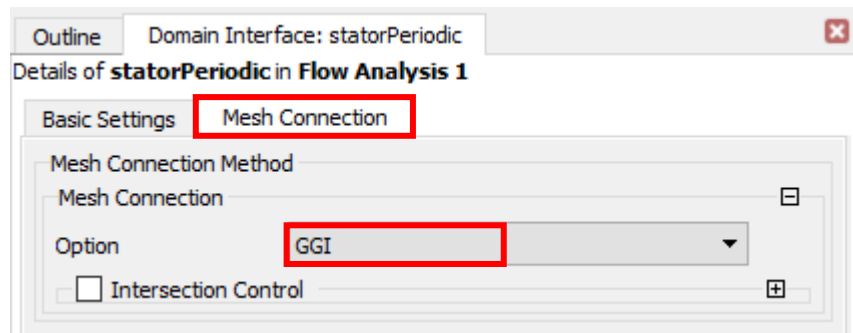 Outline Domain Interface: statorPeriodic
Details of statorPeriodic in Flow Analysis 1
Basic Settings Mesh Connection
Mesh Connection Method
Mesh Connection
Option GGI
Intersection Control